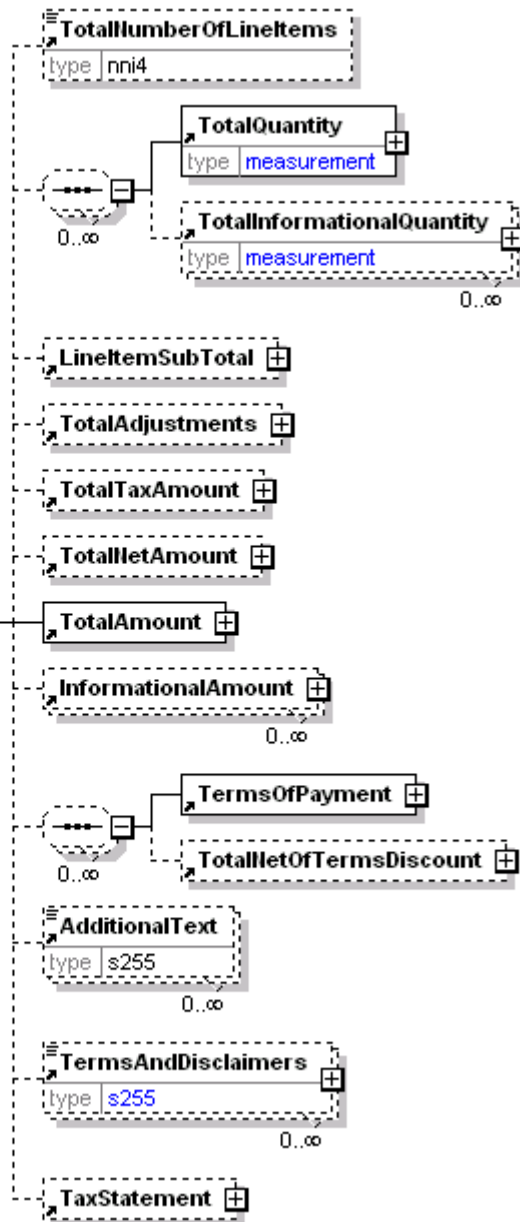 TotalNumberOfLineItems
type nni4
TotalQuantity
type measurement
0..∞
TotalInformationalQuantity
type measurement
0..∞
LineItemSubTotal
TotalAdjustments
TotalTaxAmount
TotalNetAmount
TotalAmount
InformationalAmount
0..∞
TermsOfPayment
0..∞
TotalNetOfTermsDiscount
AdditionalText
type s255
0..∞
TermsAndDisclaimers
type s255
0..∞
TaxStatement